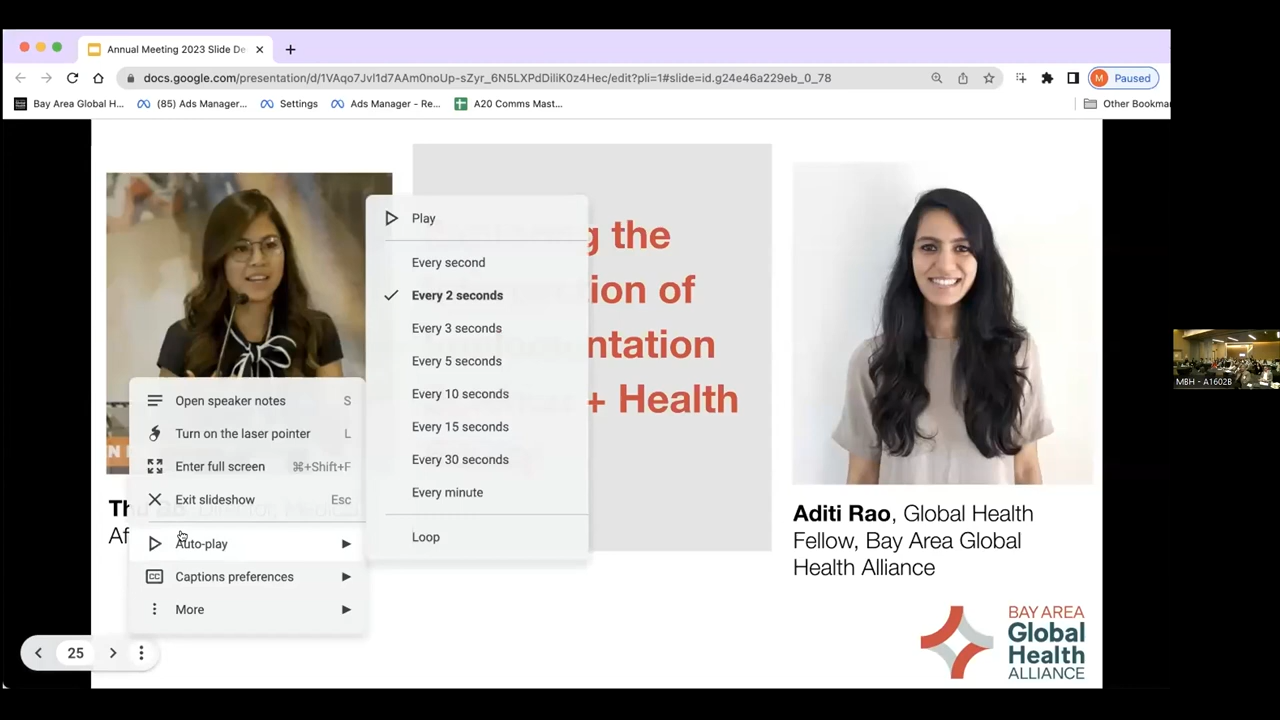 Annual Meeting 2023 Slide De
docs.google.com/presentation/d/1VAqo7Jvl1d7AAm0noUp-sZyr_6N5LXPdDiliK0z4Hec/edit?pli=1#slide=id.g24e46a229eb_0_78
M Paused
Bay Area Global H...
(85) Ads Manager...
Settings
Ads Manager - Re...
A20 Comms Mast...
Other Bookmar
Play
Every second
Every 2 seconds
Every 3 seconds
Every 5 seconds
Every 10 seconds
Every 15 seconds
Every 30 seconds
Every minute
Loop
Open speaker notes S
Turn on the laser pointer L
Enter full screen ⌘+Shift+F
Exit slideshow Esc
Auto-play
CC Captions preferences
More
25
g the
ion of
ntation
+ Health
Af
Aditi Rao, Global Health
Fellow, Bay Area Global
Health Alliance
BAY AREA
Global
Health
ALLIANCE
MBH - A1602B